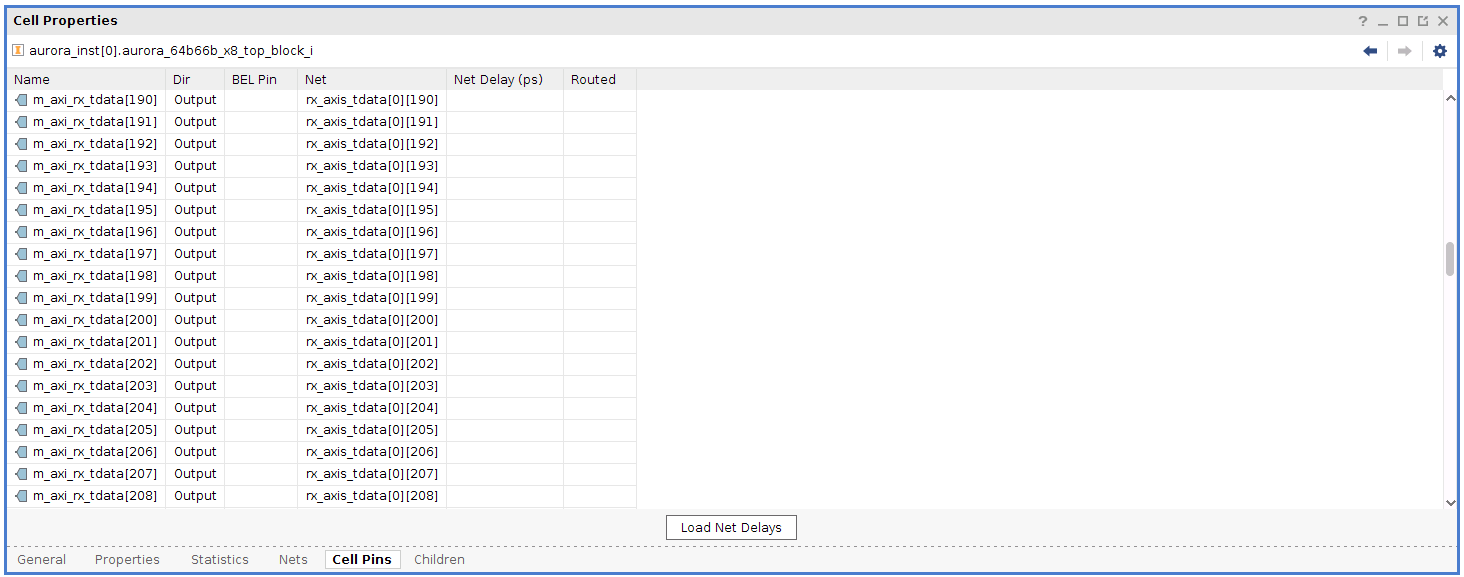 Cell Properties
aurora_inst[0].aurora_64b66b_x8_top_block_i
Name Dir BEL Pin Net Net Delay (ps) Routed
m_axi_rx_tdata[190] Output rx_axis_tdata[0][190]
m_axi_rx_tdata[191] Output rx_axis_tdata[0][191]
m_axi_rx_tdata[192] Output rx_axis_tdata[0][192]
m_axi_rx_tdata[193] Output rx_axis_tdata[0][193]
m_axi_rx_tdata[194] Output rx_axis_tdata[0][194]
m_axi_rx_tdata[195] Output rx_axis_tdata[0][195]
m_axi_rx_tdata[196] Output rx_axis_tdata[0][196]
m_axi_rx_tdata[197] Output rx_axis_tdata[0][197]
m_axi_rx_tdata[198] Output rx_axis_tdata[0][198]
m_axi_rx_tdata[199] Output rx_axis_tdata[0][199]
m_axi_rx_tdata[200] Output rx_axis_tdata[0][200]
m_axi_rx_tdata[201] Output rx_axis_tdata[0][201]
m_axi_rx_tdata[202] Output rx_axis_tdata[0][202]
m_axi_rx_tdata[203] Output rx_axis_tdata[0][203]
m_axi_rx_tdata[204] Output rx_axis_tdata[0][204]
m_axi_rx_tdata[205] Output rx_axis_tdata[0][205]
m_axi_rx_tdata[206] Output rx_axis_tdata[0][206]
m_axi_rx_tdata[207] Output rx_axis_tdata[0][207]
m_axi_rx_tdata[208] Output rx_axis_tdata[0][208]
Load Net Delays
General Properties Statistics Nets Cell Pins Children